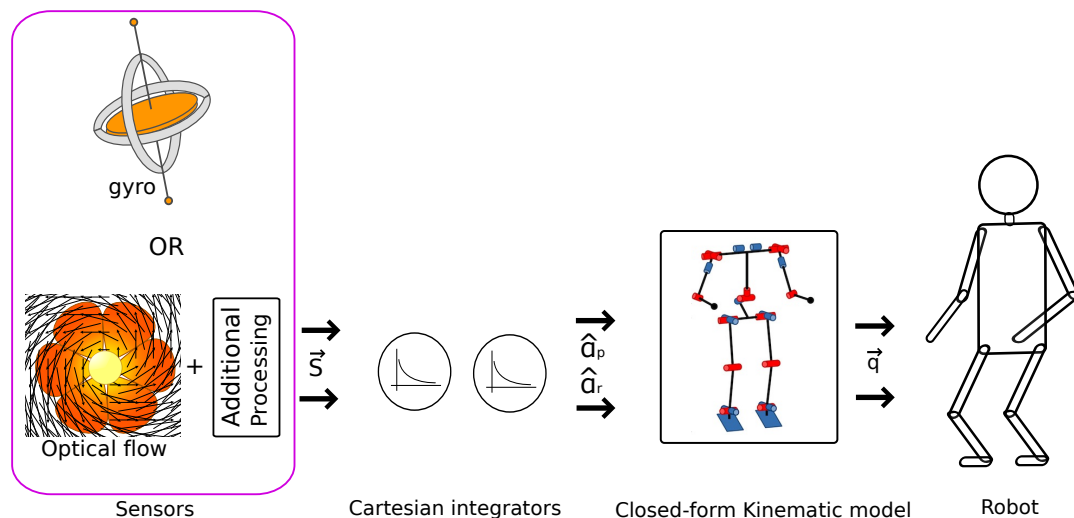 gyro
OR
+
Additional
Processing
Optical flow
Sensors
s⃗
Cartesian integrators
â_p
â_r
Closed-form Kinematic model
q⃗
Robot